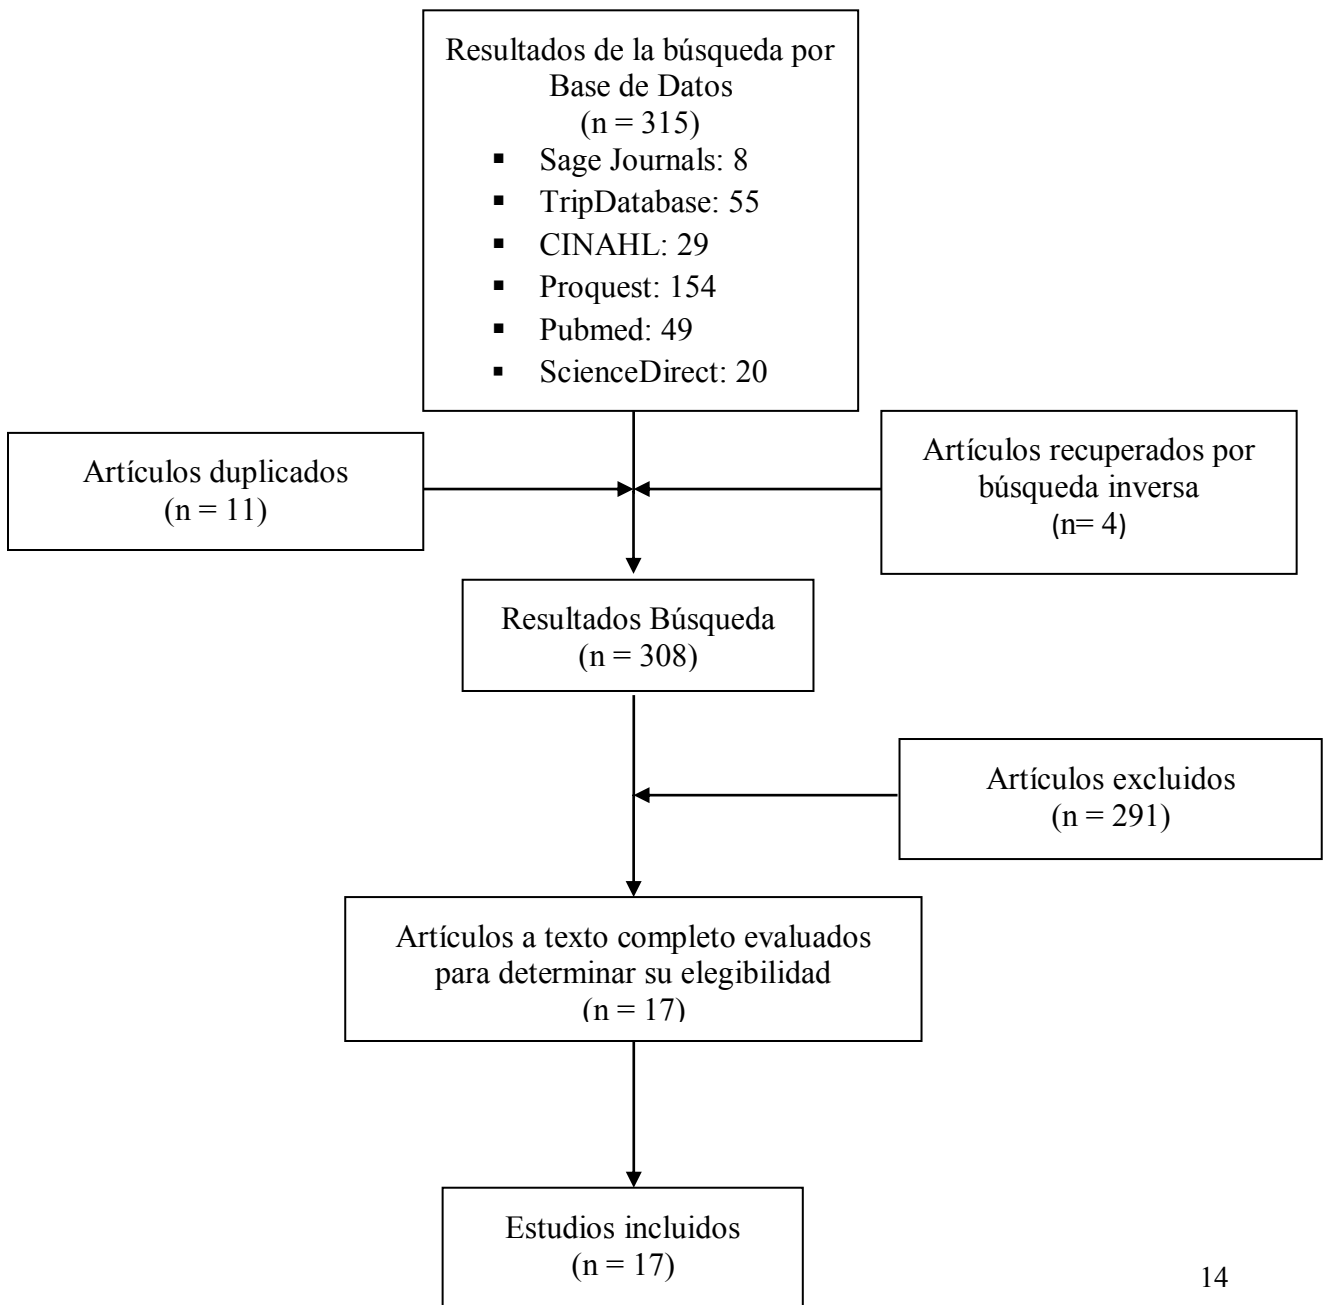 Resultados de la búsqueda por
Base de Datos
(n = 315)
▪ Sage Journals: 8
▪ TripDatabase: 55
▪ CINAHL: 29
▪ Proquest: 154
▪ Pubmed: 49
▪ ScienceDirect: 20
Artículos duplicados
(n = 11)
Artículos recuperados por
búsqueda inversa
(n= 4)
Resultados Búsqueda
(n = 308)
Artículos excluidos
(n = 291)
Artículos a texto completo evaluados
para determinar su elegibilidad
(n = 17)
Estudios incluidos
(n = 17)
14